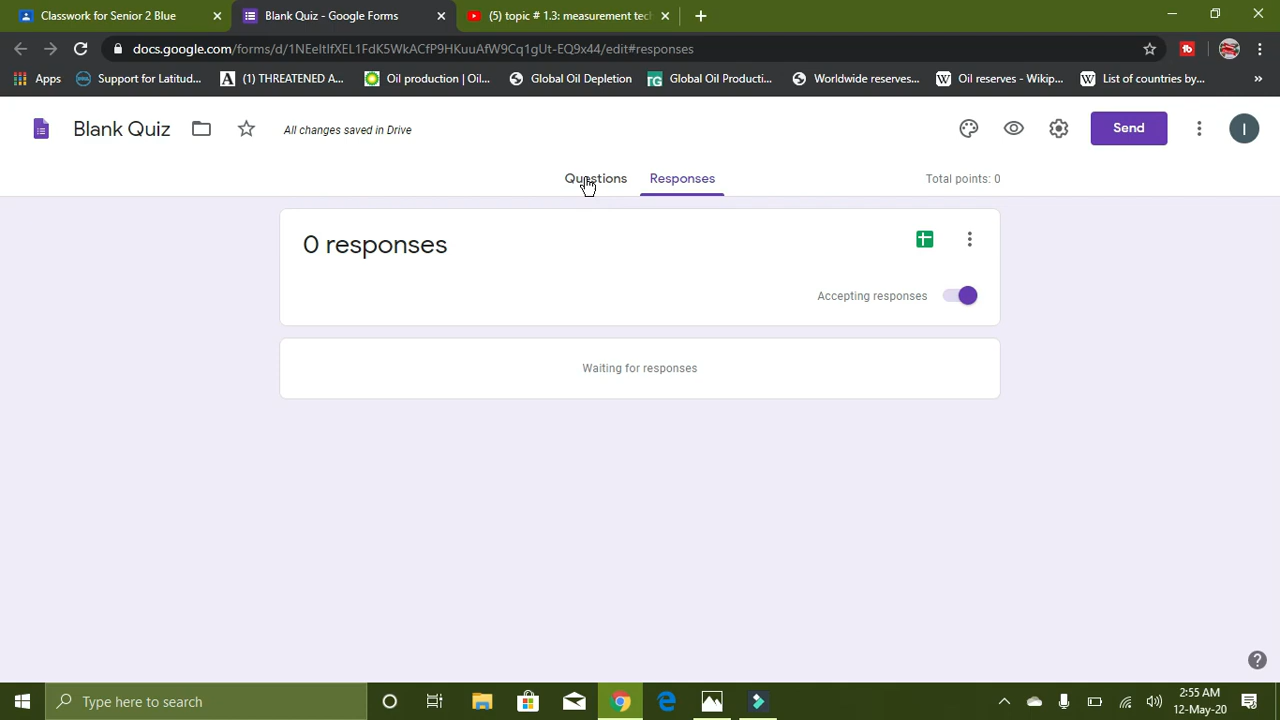 Classwork for Senior 2 Blue
Blank Quiz - Google Forms
(5) topic # 1.3: measurement tec
docs.google.com/forms/d/1NEeItlfXEL1FdK5WkACfP9HKuuAfW9Cq1gUt-EQ9x44/edit#responses
Apps
Support for Latitud...
(1) THREATENED A...
Oil production | Oil...
Global Oil Depletion
Global Oil Producti...
Worldwide reserves...
Oil reserves - Wikip...
List of countries by...
Blank Quiz
All changes saved in Drive
Send
I
Questions
Responses
Total points: 0
0 responses
Accepting responses
Waiting for responses
Type here to search
2:55 AM
12-May-20